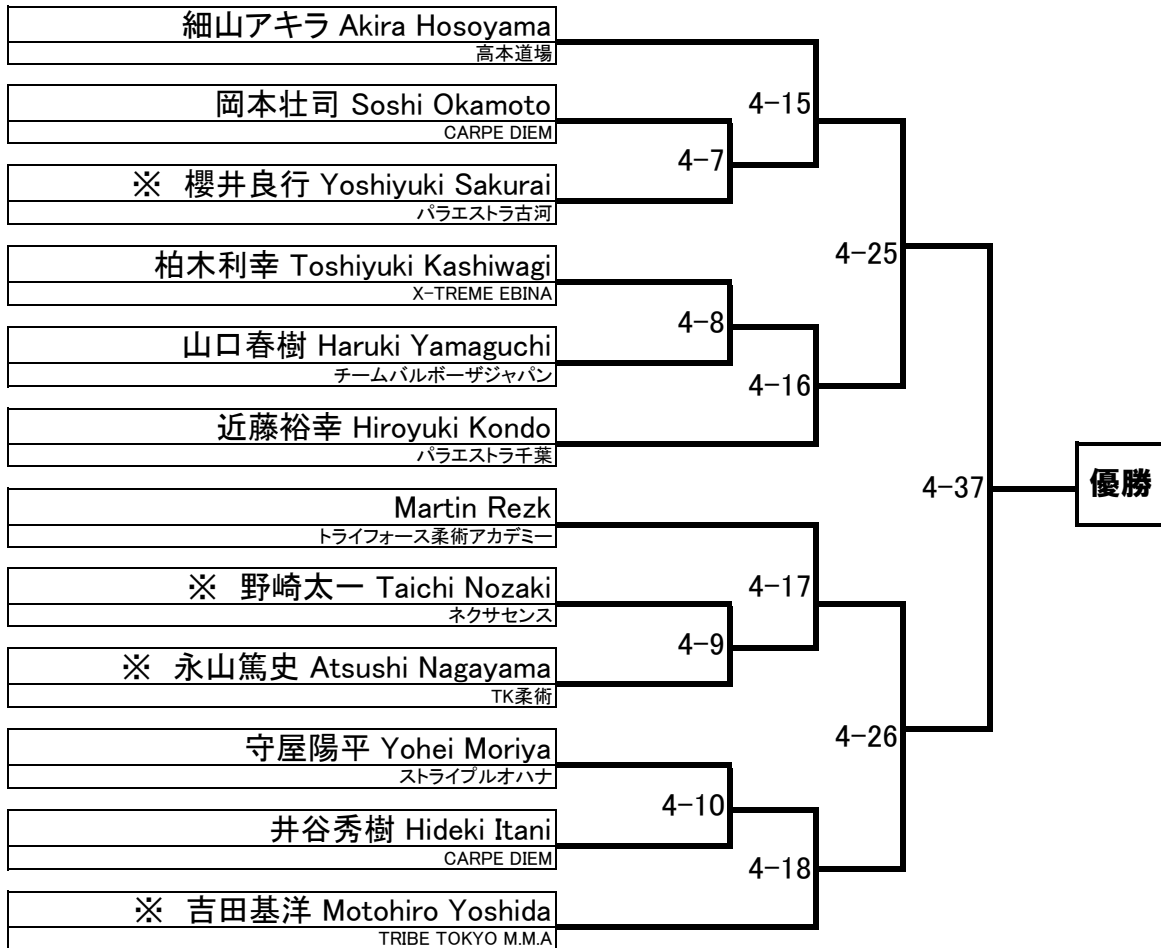 細山アキラ Akira Hosoyama
高本道場
岡本壮司 Soshi Okamoto
CARPE DIEM
4-15
4-7
※ 櫻井良行 Yoshiyuki Sakurai
パラエストラ古河
4-25
柏木利幸 Toshiyuki Kashiwagi
X-TREME EBINA
4-8
山口春樹 Haruki Yamaguchi
チームバルボーザジャパン
4-16
近藤裕幸 Hiroyuki Kondo
パラエストラ千葉
4-37
優勝
Martin Rezk
トライフォース柔術アカデミー
※ 野崎太一 Taichi Nozaki
ネクサセンス
4-17
4-9
※ 永山篤史 Atsushi Nagayama
TK柔術
4-26
守屋陽平 Yohei Moriya
ストライプルオハナ
4-10
井谷秀樹 Hideki Itani
CARPE DIEM
4-18
※ 吉田基洋 Motohiro Yoshida
TRIBE TOKYO M.M.A